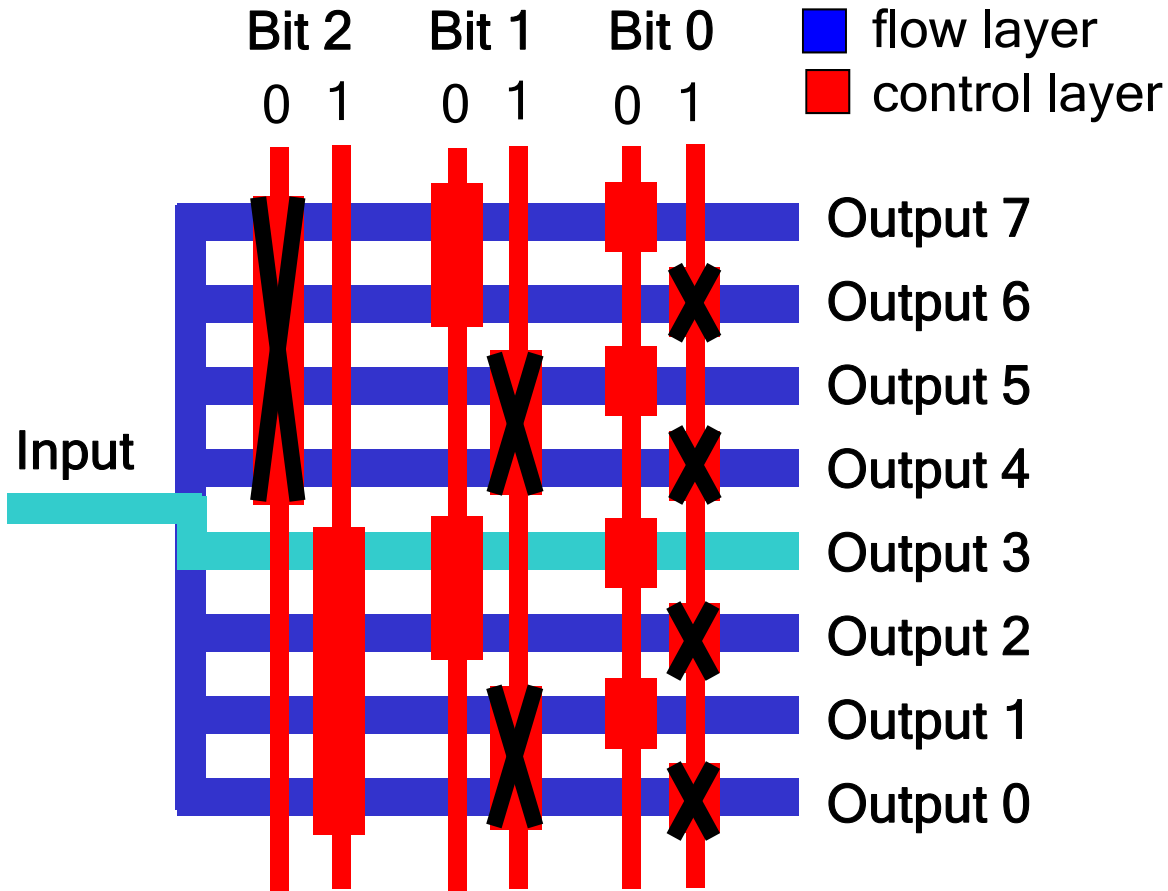 Bit 2 Bit 1 Bit 0
flow layer
control layer
0 1 0 1 0 1
Output 7
Output 6
Output 5
Output 4
Input
Output 3
Output 2
Output 1
Output 0